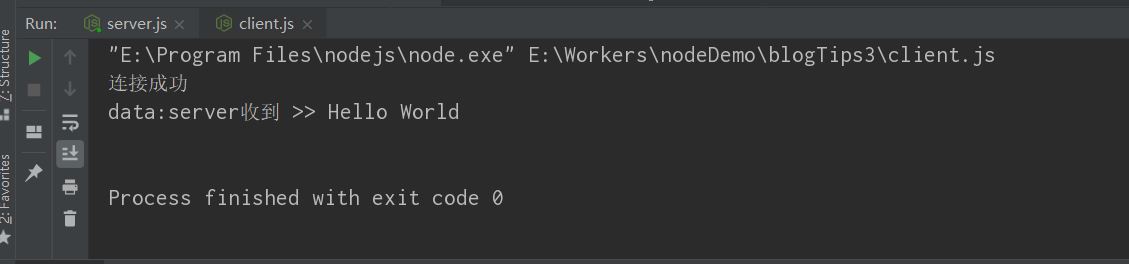 Run: server.js × client.js ×
"E:\Program Files\nodejs\node.exe" E:\Workers\nodeDemo\blogTips3\client.js
连接成功
data:server收到 >> Hello World
Process finished with exit code 0
7: Structure
2: Favorites